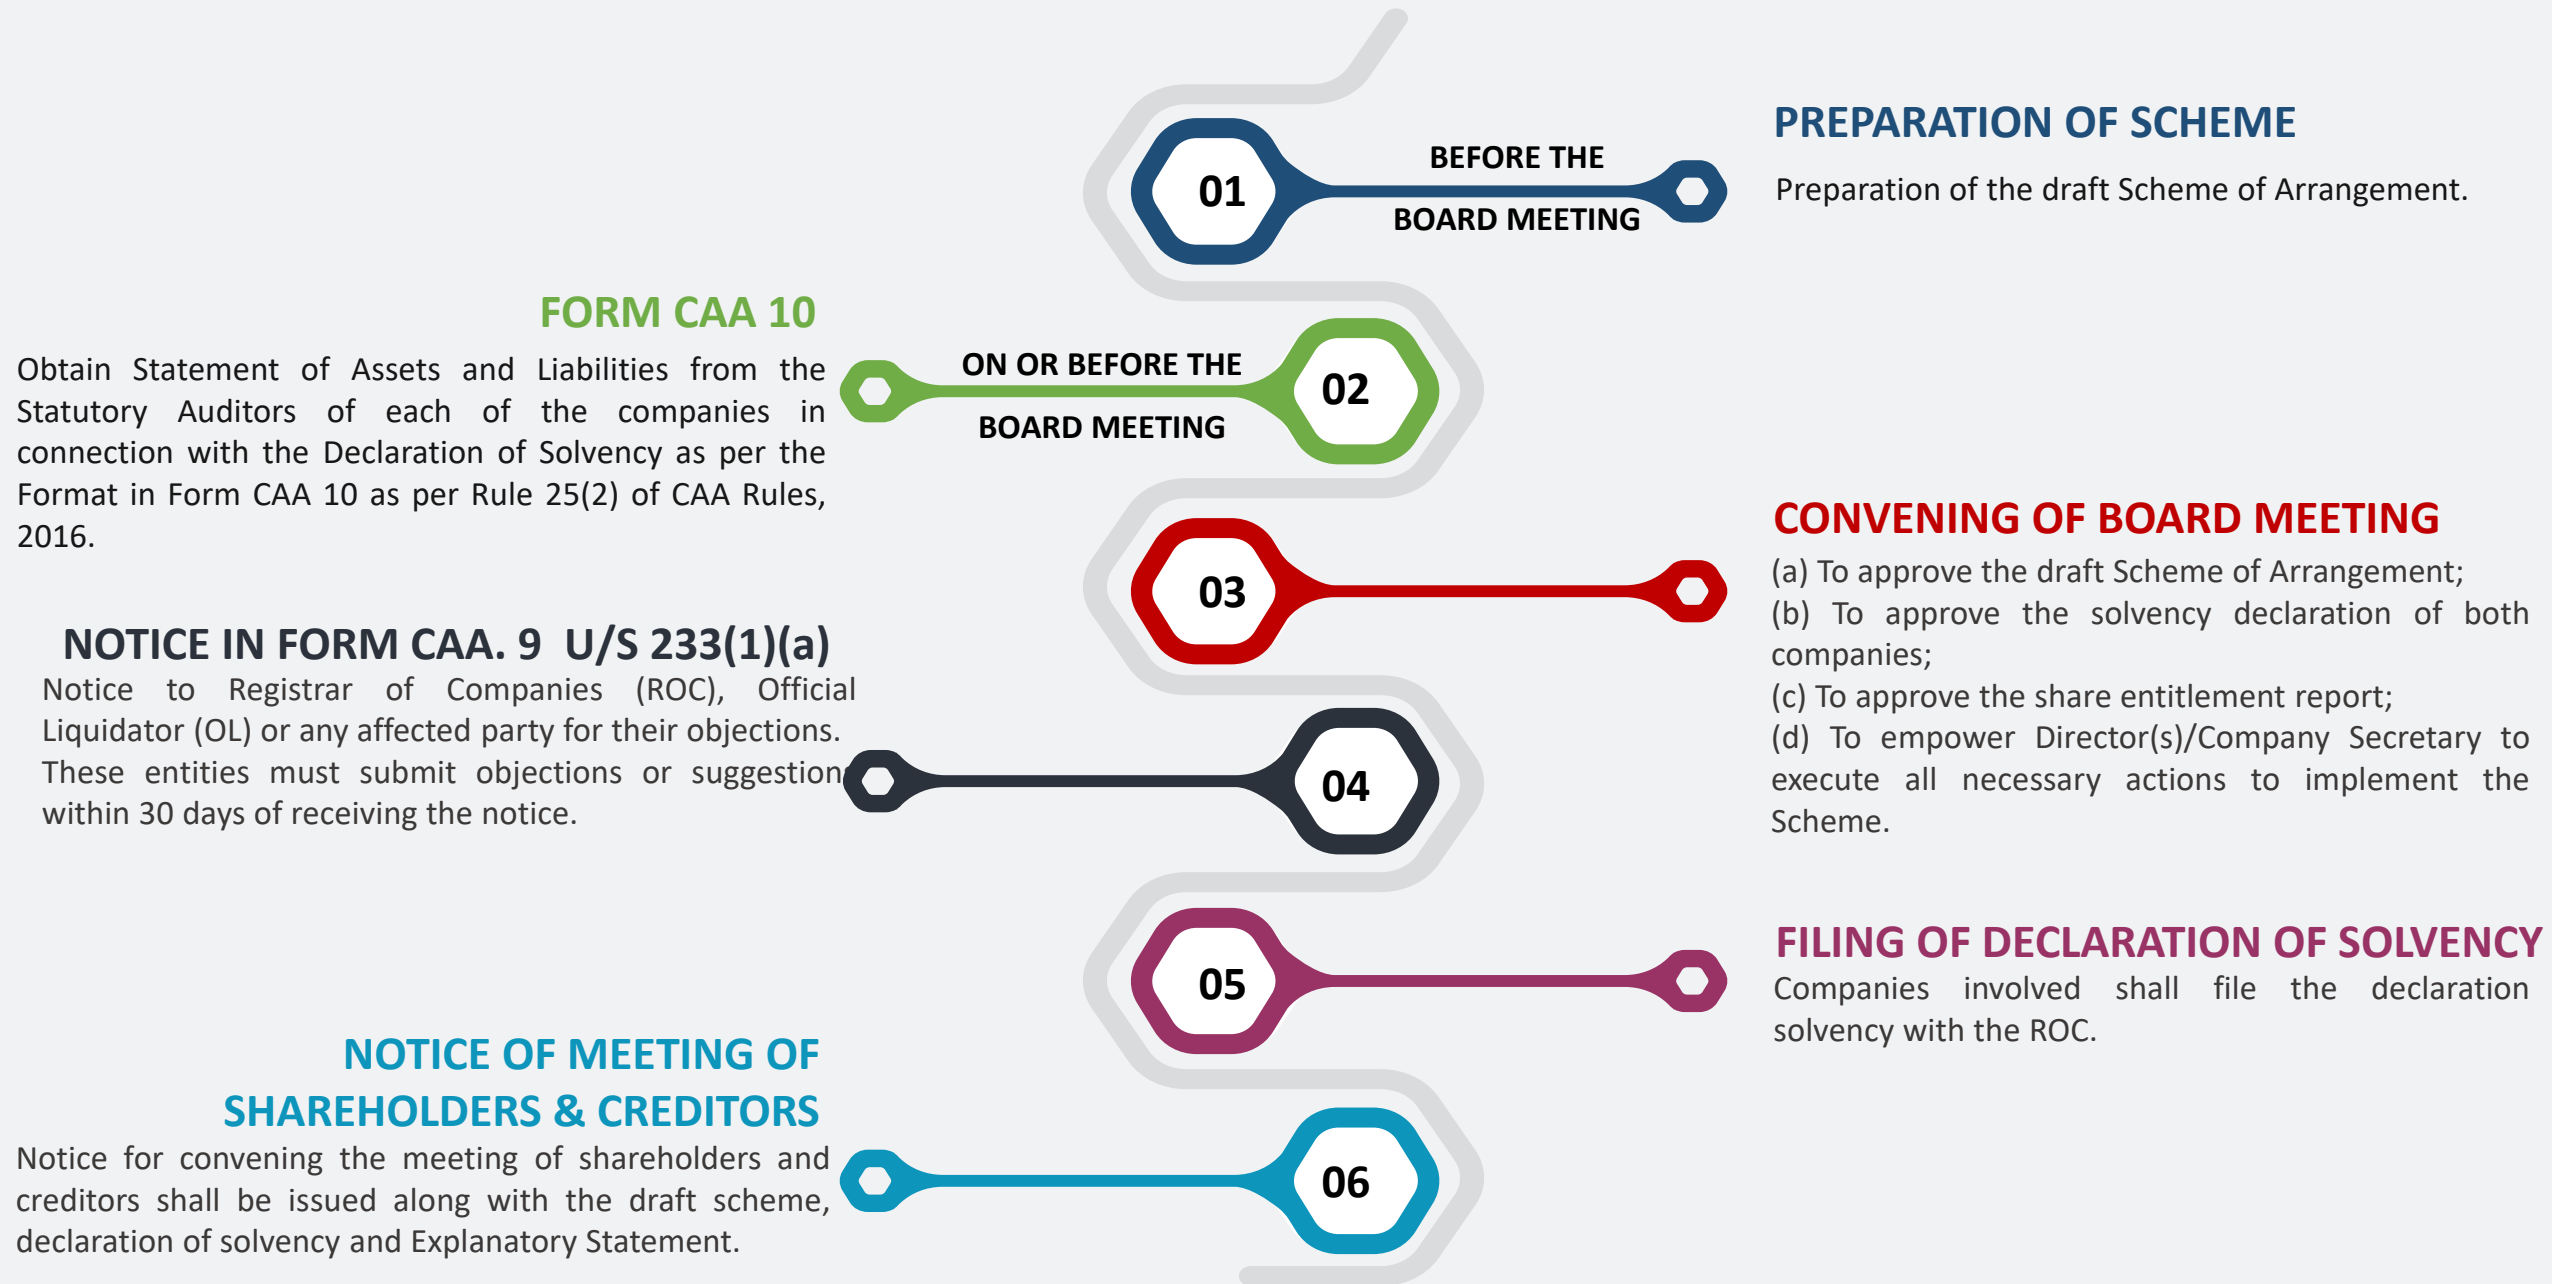 01
BEFORE THE
BOARD MEETING
PREPARATION OF SCHEME
Preparation of the draft Scheme of Arrangement.
FORM CAA 10
Obtain Statement of Assets and Liabilities from the
Statutory Auditors of each of the companies in
connection with the Declaration of Solvency as per the
Format in Form CAA 10 as per Rule 25(2) of CAA Rules,
2016.
ON OR BEFORE THE
BOARD MEETING
02
03
CONVENING OF BOARD MEETING
(a) To approve the draft Scheme of Arrangement;
(b) To approve the solvency declaration of both
companies;
(c) To approve the share entitlement report;
(d) To empower Director(s)/Company Secretary to
execute all necessary actions to implement the
Scheme.
NOTICE IN FORM CAA. 9 U/S 233(1)(a)
Notice to Registrar of Companies (ROC), Official
Liquidator (OL) or any affected party for their objections.
These entities must submit objections or suggestions
within 30 days of receiving the notice.
04
05
FILING OF DECLARATION OF SOLVENCY
Companies involved shall file the declaration
solvency with the ROC.
NOTICE OF MEETING OF
SHAREHOLDERS & CREDITORS
Notice for convening the meeting of shareholders and
creditors shall be issued along with the draft scheme,
declaration of solvency and Explanatory Statement.
06